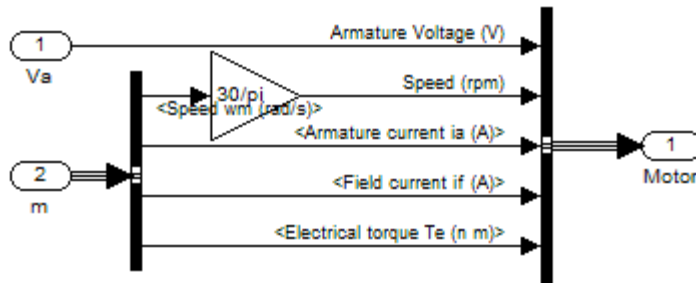 Armature Voltage (V)
1
Va
30/pi
Speed (rpm)
<Speed wm (rad/s)>
<Armature current ia (A)>
1
Motor
2
m
<Field current if (A)>
<Electrical torque Te (n m)>